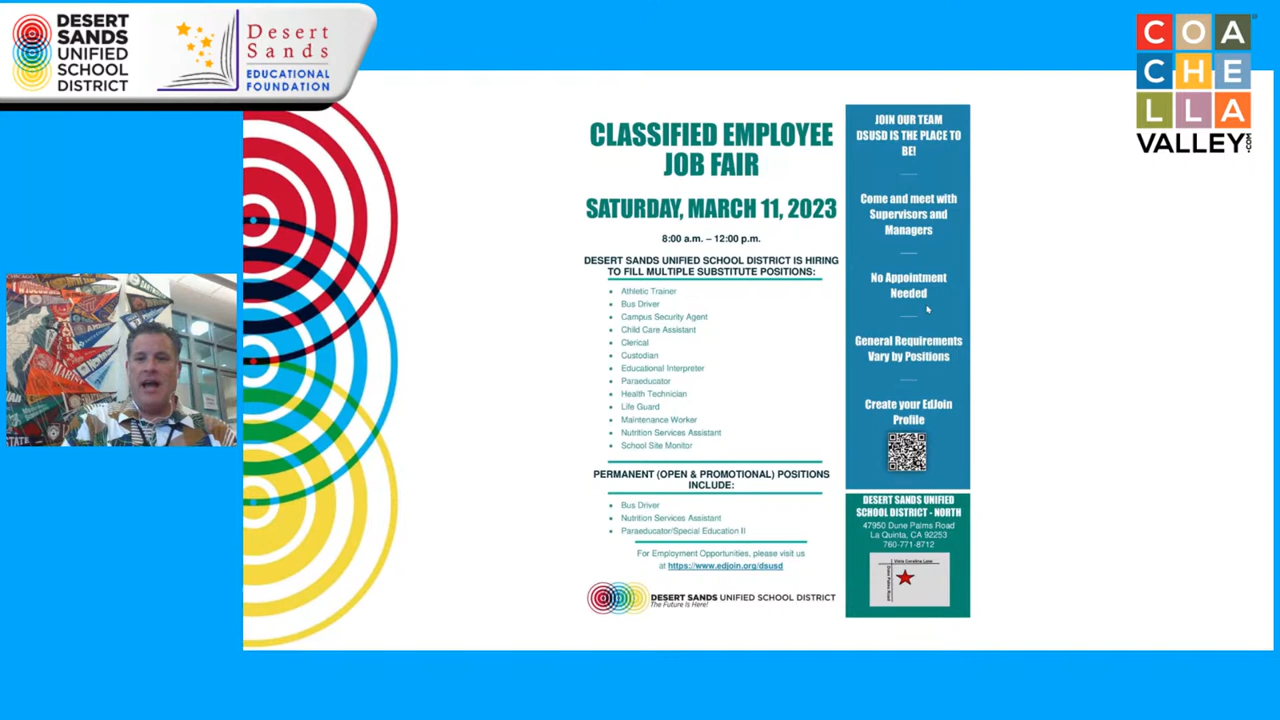 DESERT
SANDS
UNIFIED
SCHOOL
DISTRICT
Desert
Sands
EDUCATIONAL
FOUNDATION
COA
CHE
LLA
VALLEY.COM
CLASSIFIED EMPLOYEE
JOB FAIR
SATURDAY, MARCH 11, 2023
8:00 a.m. – 12:00 p.m.
DESERT SANDS UNIFIED SCHOOL DISTRICT IS HIRING
TO FILL MULTIPLE SUBSTITUTE POSITIONS:
• Athletic Trainer
• Bus Driver
• Campus Security Agent
• Child Care Assistant
• Clerical
• Custodian
• Educational Interpreter
• Paraeducator
• Health Technician
• Life Guard
• Maintenance Worker
• Nutrition Services Assistant
• School Site Monitor
PERMANENT (OPEN & PROMOTIONAL) POSITIONS
INCLUDE:
• Bus Driver
• Nutrition Services Assistant
• Paraeducator/Special Education II
For Employment Opportunities, please visit us
at https://www.edjoin.org/dsusd
DESERT SANDS UNIFIED SCHOOL DISTRICT
The Future Is Here!
JOIN OUR TEAM
DSUSD IS THE PLACE TO
BE!
Come and meet with
Supervisors and
Managers
No Appointment
Needed
General Requirements
Vary by Positions
Create your EdJoin
Profile
DESERT SANDS UNIFIED
SCHOOL DISTRICT - NORTH
47950 Dune Palms Road
La Quinta, CA 92253
760-771-8712